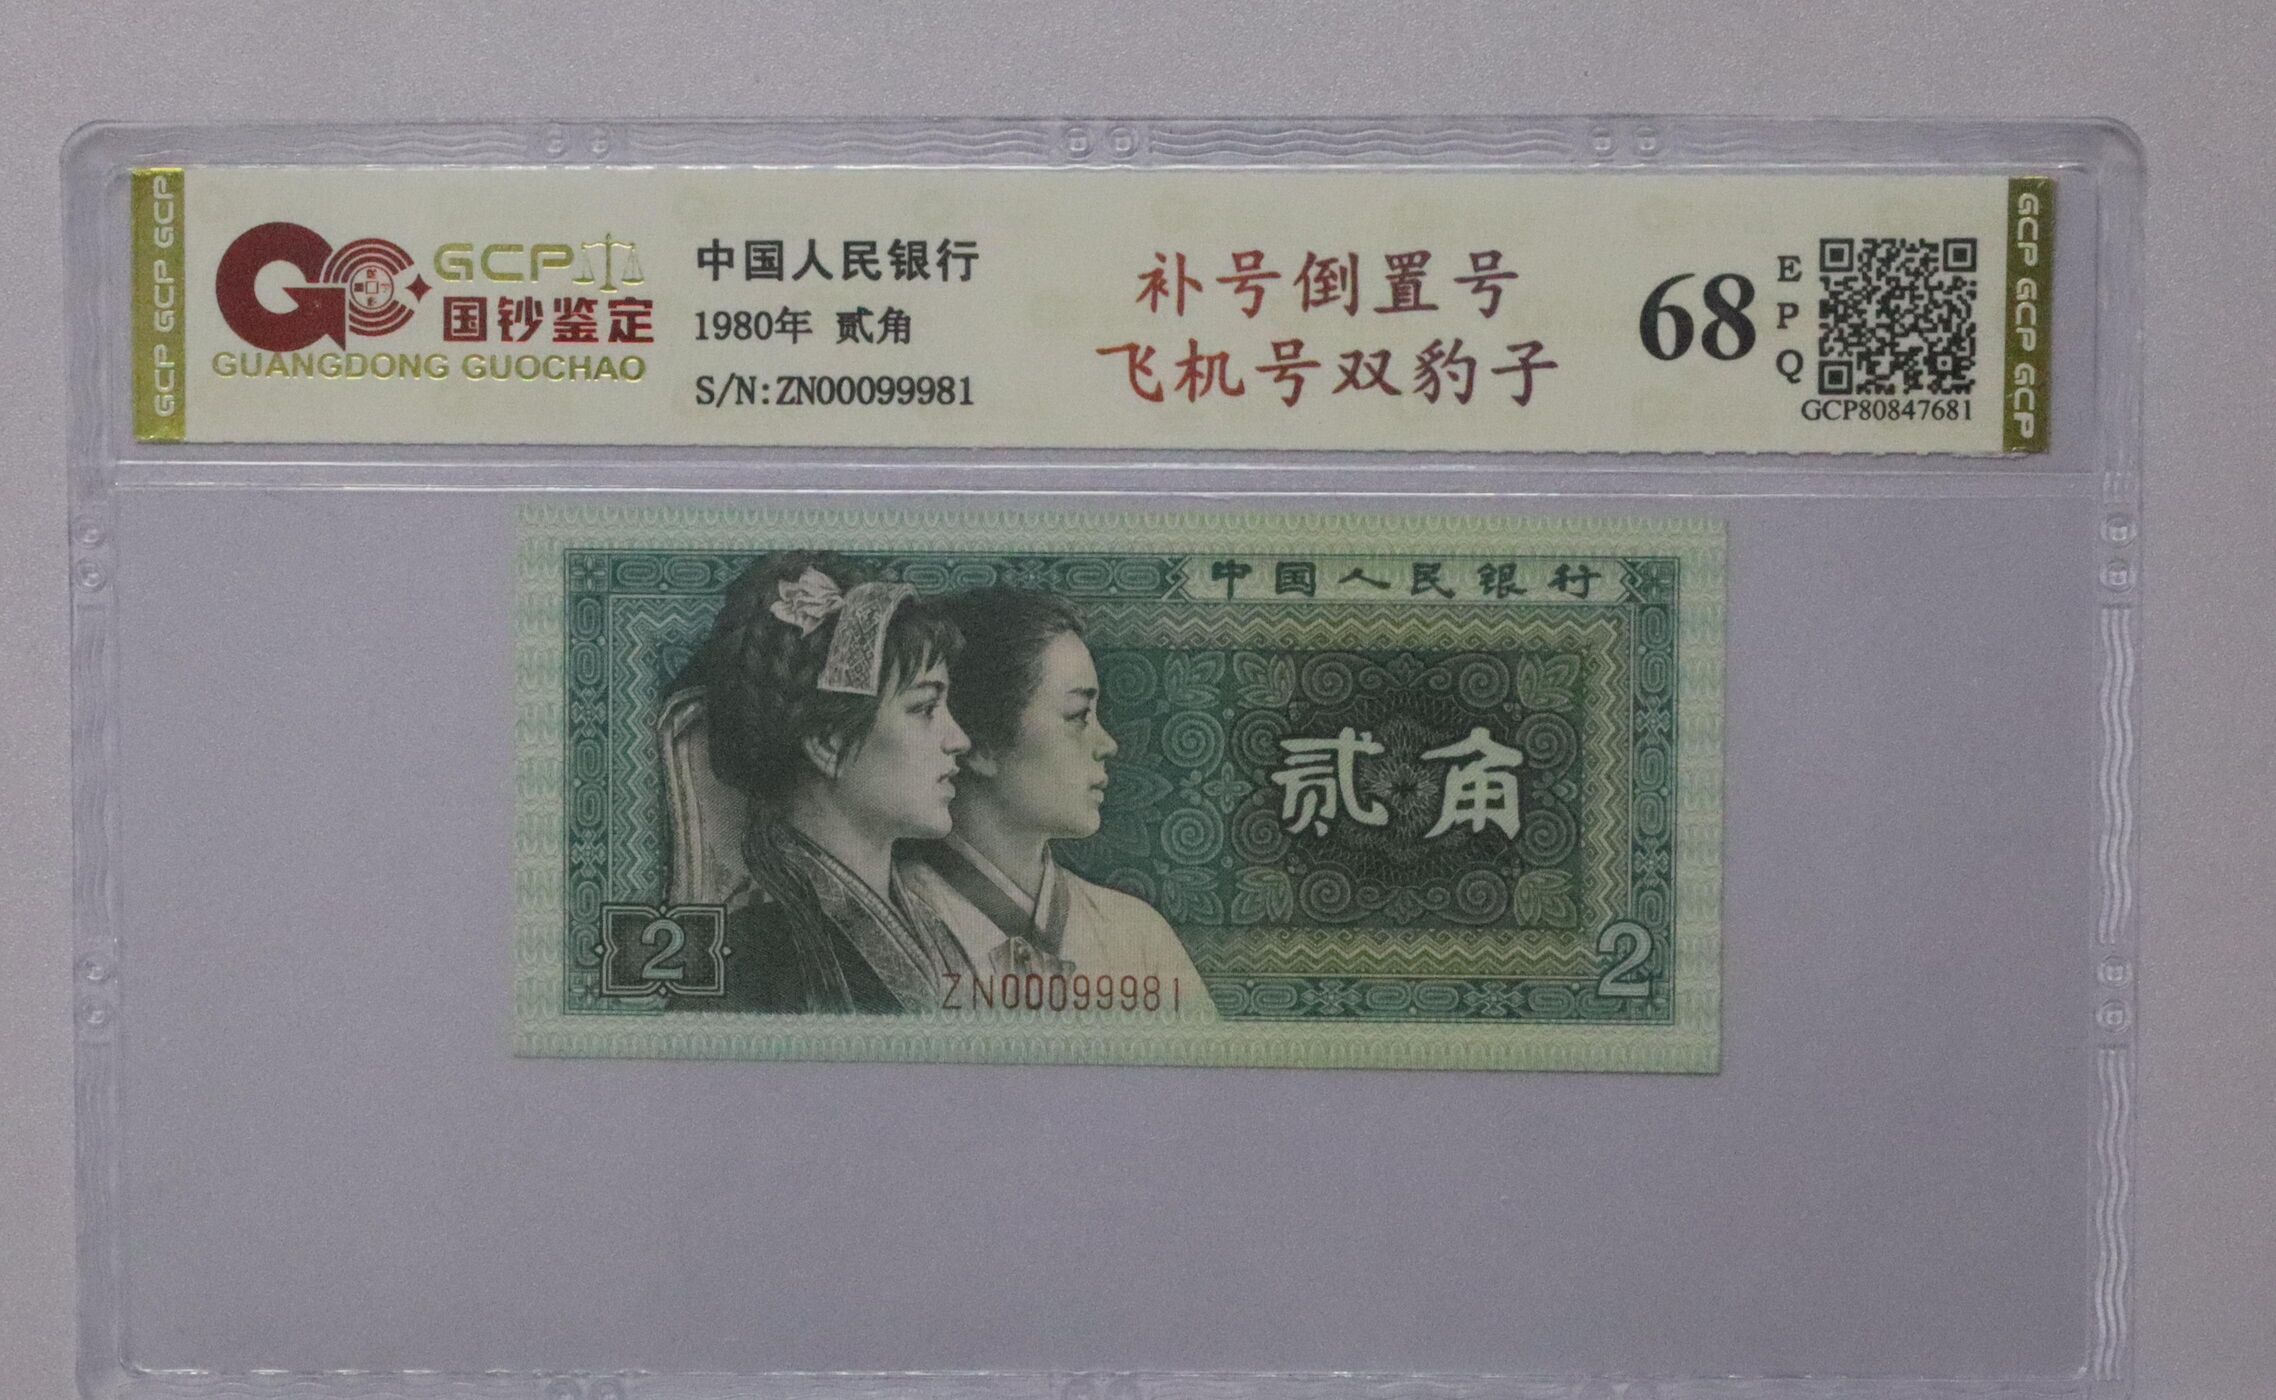 GCP GCP GCP
GCP
国钞鉴定
GUANGDONG GUOCHAO
中国人民银行
1980年 贰角
S/N:ZN00099981
补号倒置号
飞机号双豹子
68
E
P
Q
GCP80847681
GCP GCP GCP GCP
中国人民银行
贰角
2
2
ZN00099981